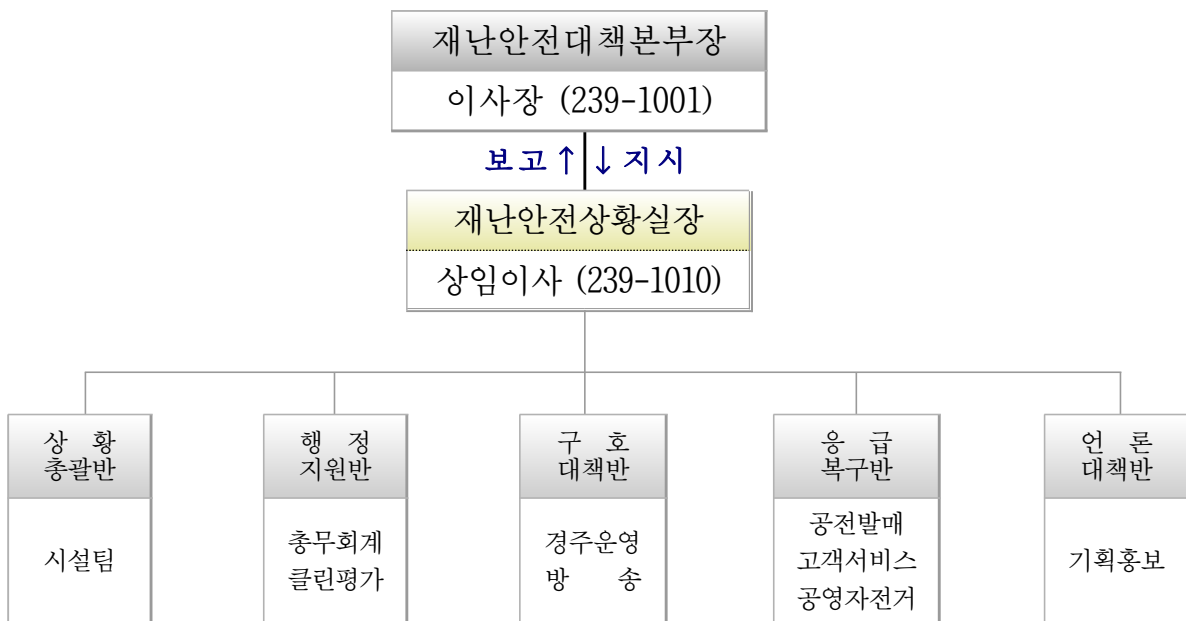 재난안전대책본부장
이사장 (239-1001)
보고↑ ↓지시
재난안전상황실장
상임이사 (239-1010)
상 황
총괄반
시설팀
행 정
지원반
총무회계
클린평가
구 호
대책반
경주운영
방 송
응 급
복구반
공전발매
고객서비스
공영자전거
언 론
대책반
기획홍보